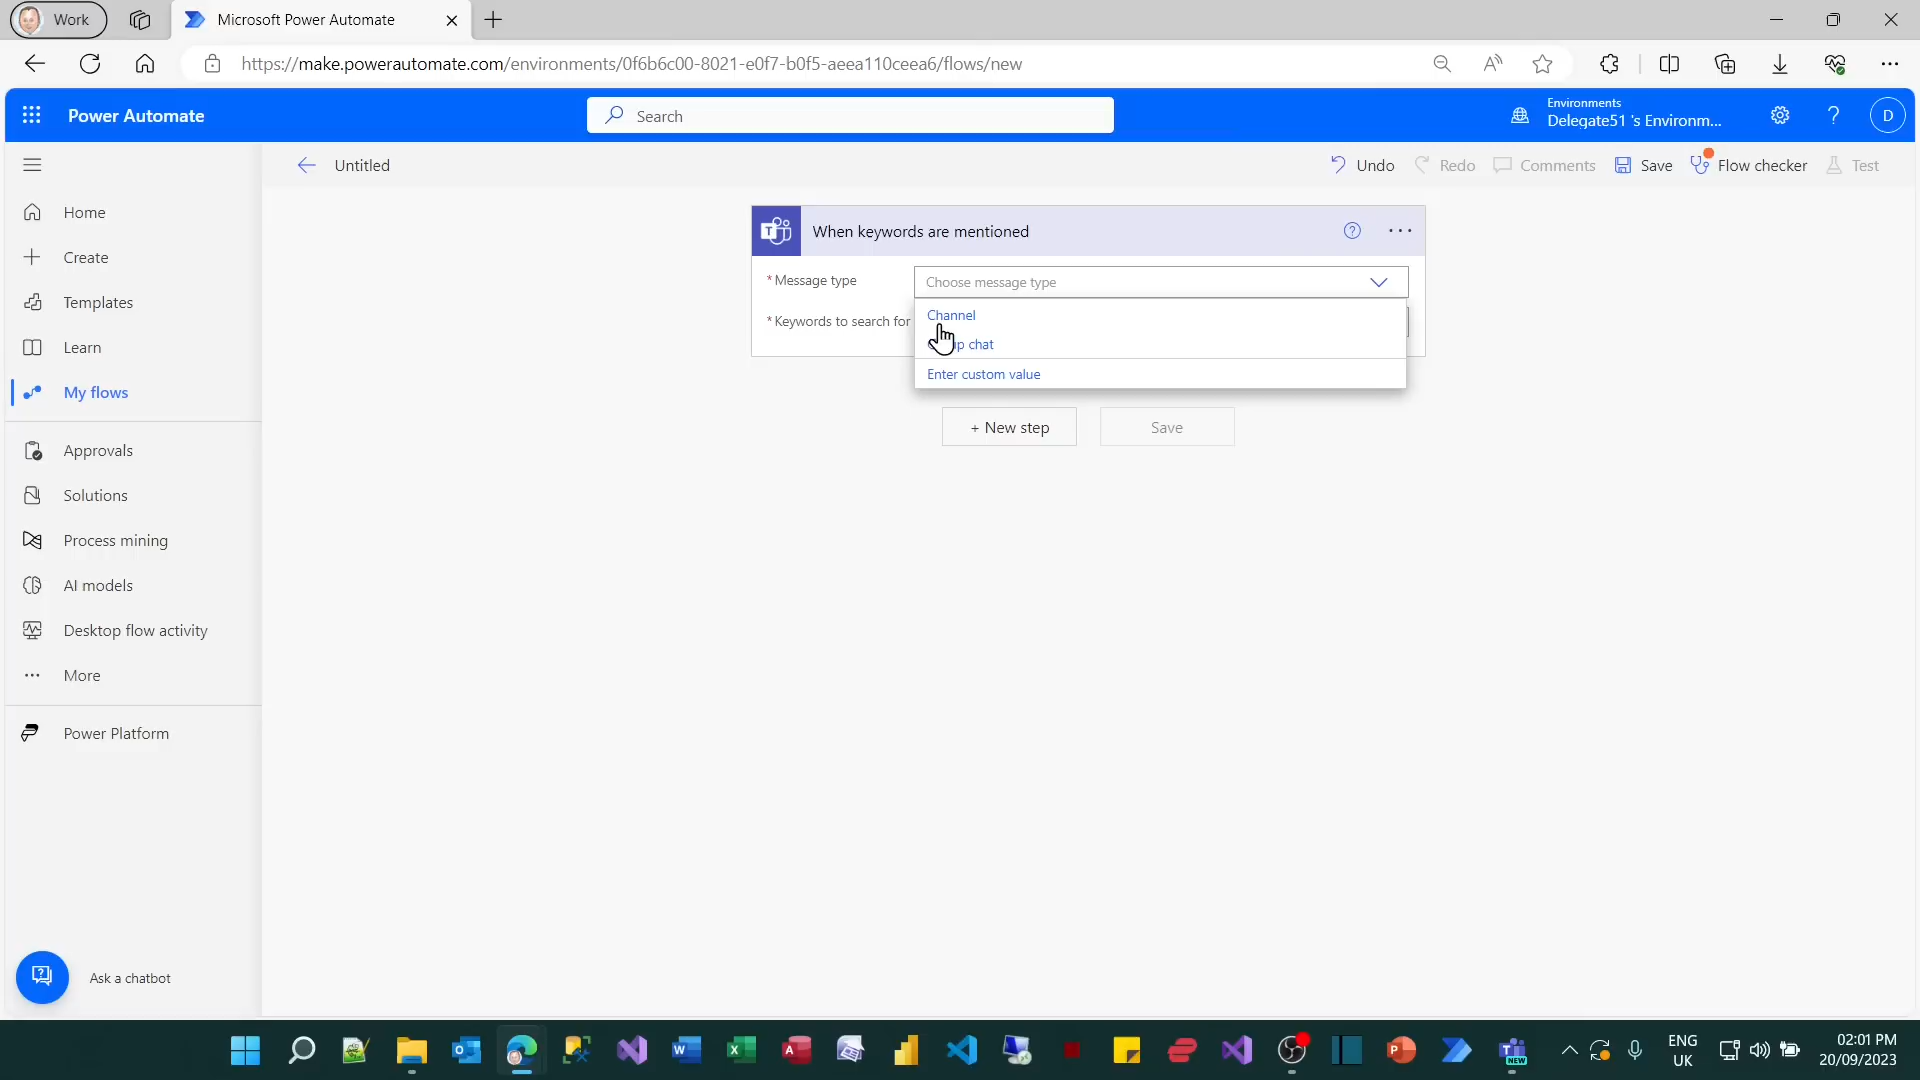 Work
Microsoft Power Automate
https://make.powerautomate.com/environments/0f6b6c00-8021-e0f7-b0f5-aeea110ceea6/flows/new
Power Automate
Search
Environments
Delegate51 's Environm...
?
D
Untitled
Undo
Redo
Comments
Save
Flow checker
Test
Home
Create
Templates
Learn
My flows
Approvals
Solutions
Process mining
AI models
Desktop flow activity
More
Power Platform
Ask a chatbot
When keywords are mentioned
* Message type
Choose message type
* Keywords to search for
Channel
chat
Enter custom value
+ New step
Save
ENG
UK
02:01 PM
20/09/2023
NEW